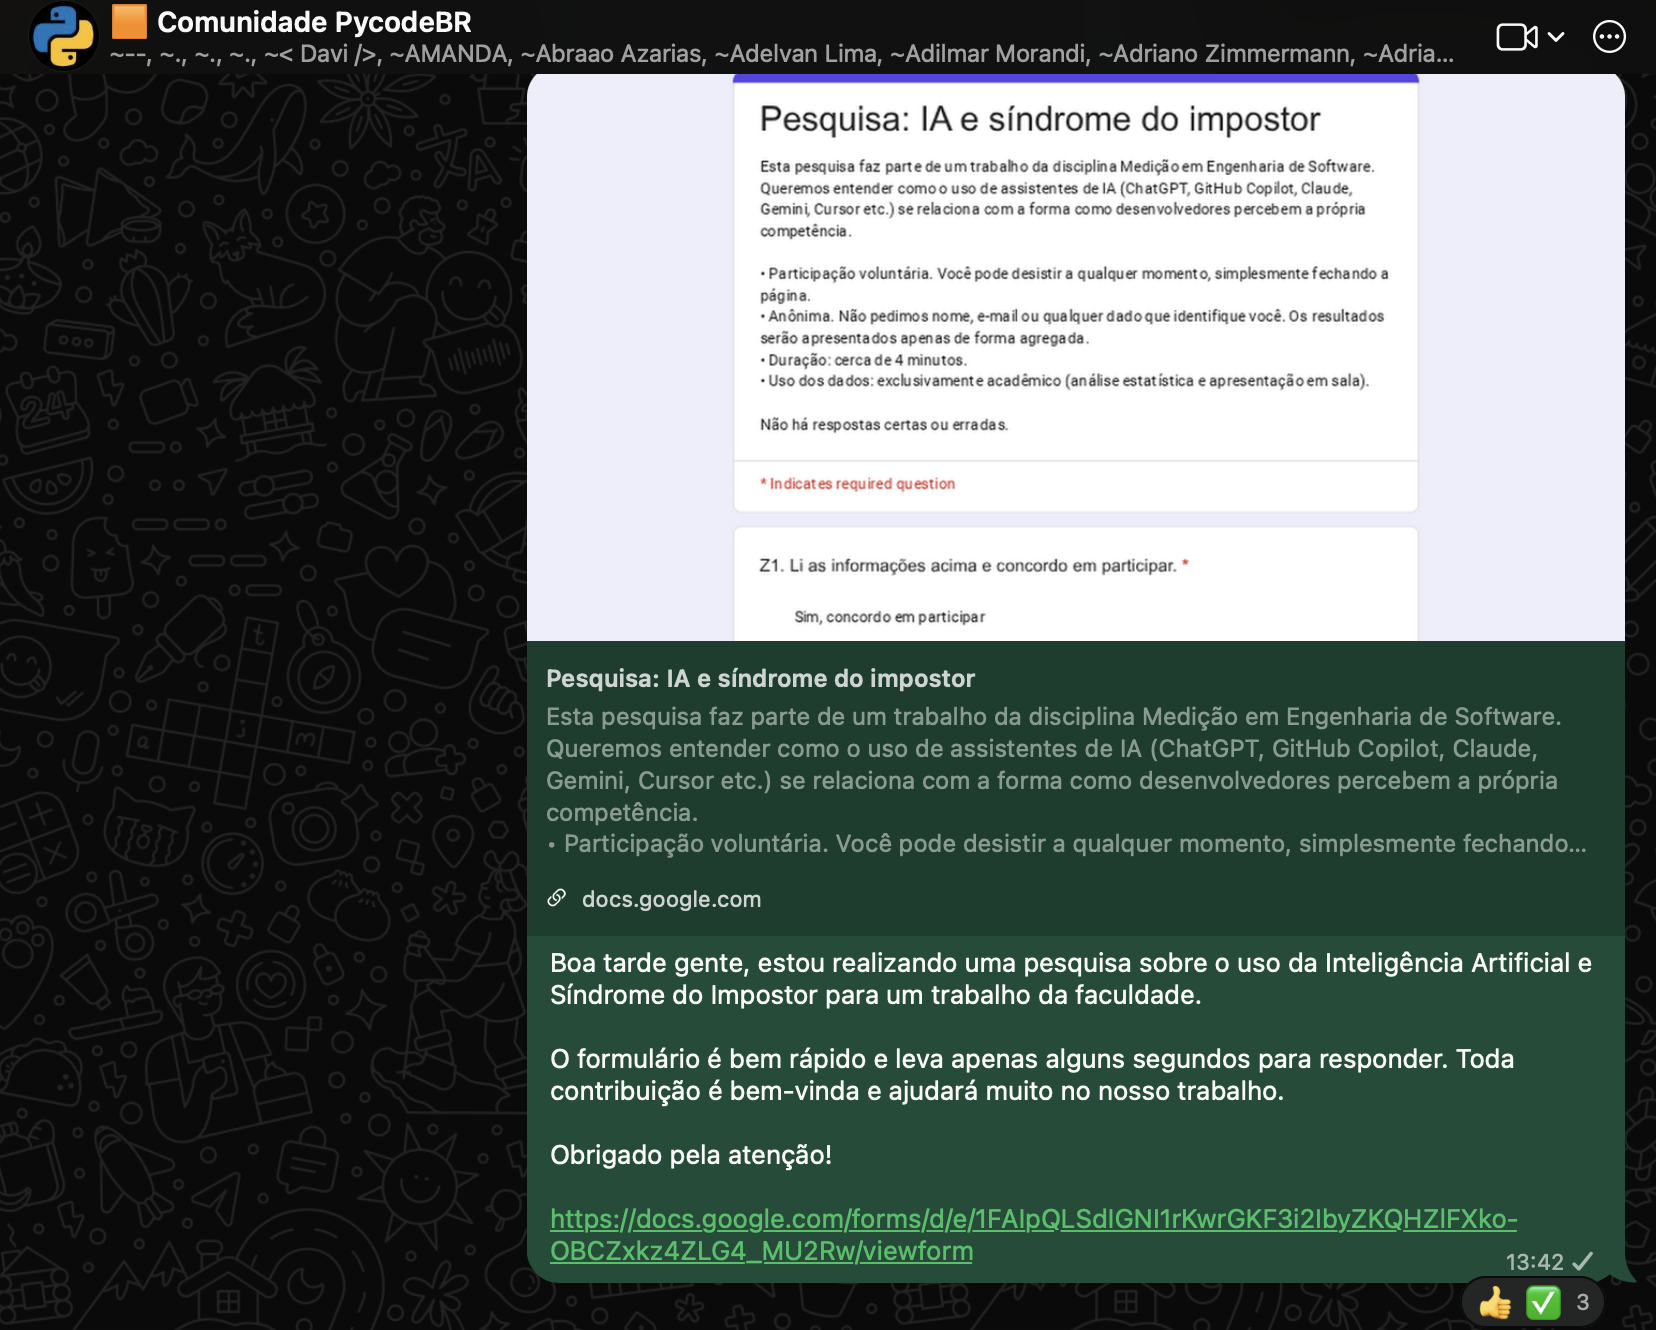 Comunidade PycodeBR
~--, ~., ~., ~., ~< Davi />, ~AMANDA, ~Abraao Azarias, ~Adelvan Lima, ~Adilmar Morandi, ~Adriano Zimmermann, ~Adria...
Pesquisa: IA e síndrome do impostor
Esta pesquisa faz parte de um trabalho da disciplina Medição em Engenharia de Software.
Queremos entender como o uso de assistentes de IA (ChatGPT, GitHub Copilot, Claude,
Gemini, Cursor etc.) se relaciona com a forma como desenvolvedores percebem a própria
competência.
• Participação voluntária. Você pode desistir a qualquer momento, simplesmente fechando a
página.
• Anônima. Não pedimos nome, e-mail ou qualquer dado que identifique você. Os resultados
serão apresentados apenas de forma agregada.
• Duração: cerca de 4 minutos.
• Uso dos dados: exclusivamente acadêmico (análise estatística e apresentação em sala).
Não há respostas certas ou erradas.
* Indicates required question
Z1. Li as informações acima e concordo em participar. *
Sim, concordo em participar
Pesquisa: IA e síndrome do impostor
Esta pesquisa faz parte de um trabalho da disciplina Medição em Engenharia de Software.
Queremos entender como o uso de assistentes de IA (ChatGPT, GitHub Copilot, Claude,
Gemini, Cursor etc.) se relaciona com a forma como desenvolvedores percebem a própria
competência.
• Participação voluntária. Você pode desistir a qualquer momento, simplesmente fechando...
docs.google.com
Boa tarde gente, estou realizando uma pesquisa sobre o uso da Inteligência Artificial e
Síndrome do Impostor para um trabalho da faculdade.
O formulário é bem rápido e leva apenas alguns segundos para responder. Toda
contribuição é bem-vinda e ajudará muito no nosso trabalho.
Obrigado pela atenção!
https://docs.google.com/forms/d/e/1FAIpQLSdIGNI1rKwrGKF3i2IbyZKQHZlFXko-
OBCZxkz4ZLG4_MU2Rw/viewform
13:42
3